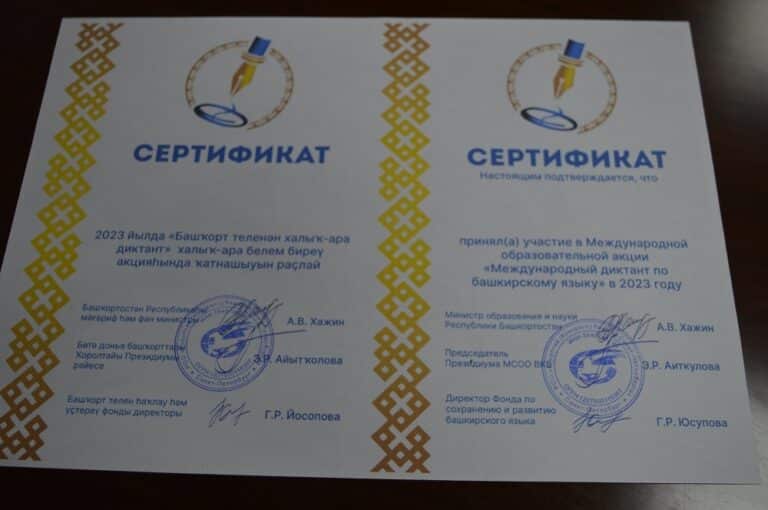 СЕРТИФИКАТ
2023 йылда «Башҡорт теленән халыҡ-ара
диктант» халыҡ-ара белем биреү
акцияһында ҡатнашыуын раҫлай
Башҡортостан Республикаһы
мәғариф һәм фән министры
А.В. Хажин
Бөтә донъя башҡорттары
Ҡоролтайы Президиумы
рәйесе
Э.Р. Айытҡолова
Башҡорт телен һаҡлау һәм
үҫтереү фонды директоры
Г.Р. Йосопова
СЕРТИФИКАТ
Настоящим подтверждается, что
принял(а) участие в Международной
образовательной акции
«Международный диктант по
башкирскому языку» в 2023 году
Министр образования и науки
Республики Башкортостан
А.В. Хажин
Председатель
Президиума МСОО ВКБ
Э.Р. Аиткулова
Директор Фонда по
сохранению и развитию
башкирского языка
Г.Р. Юсупова